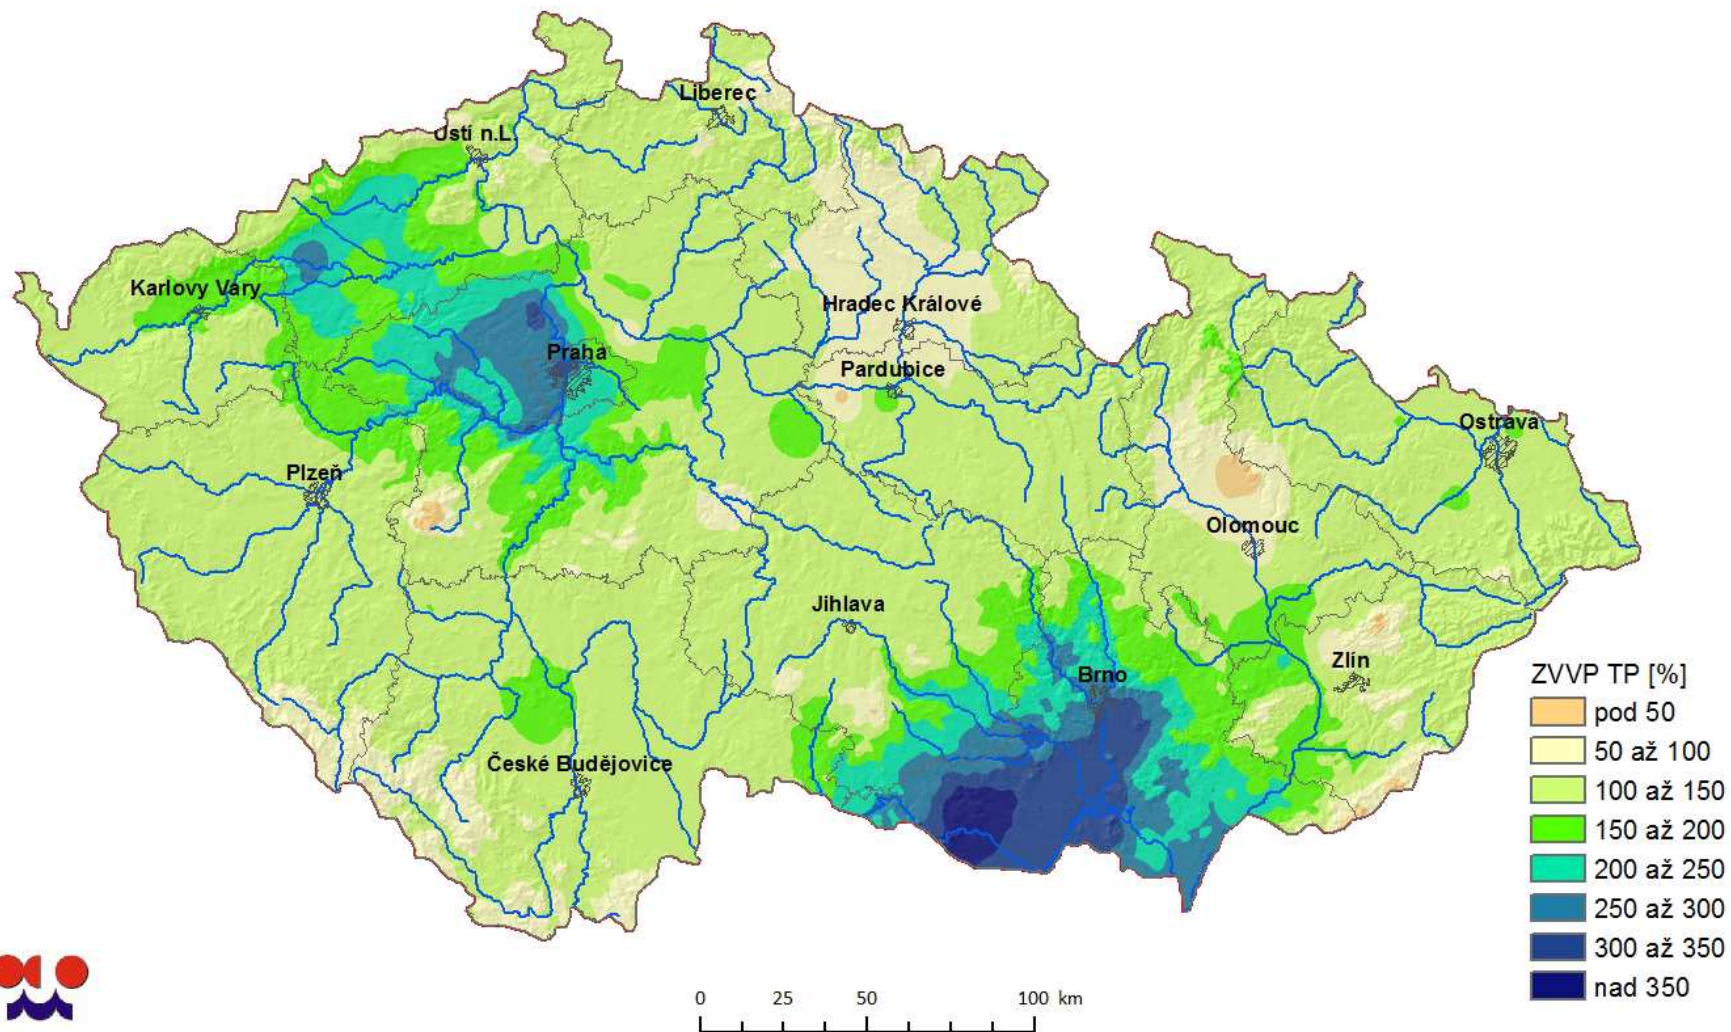 Liberec
Ústí n.L.
Karlovy Vary
Hradec Králové
Praha
Pardubice
Ostrava
Plzeň
Olomouc
Jihlava
Zlín
Brno
České Budějovice
ZVVP TP [%]
pod 50
50 až 100
100 až 150
150 až 200
200 až 250
250 až 300
300 až 350
nad 350
0 25 50 100 km